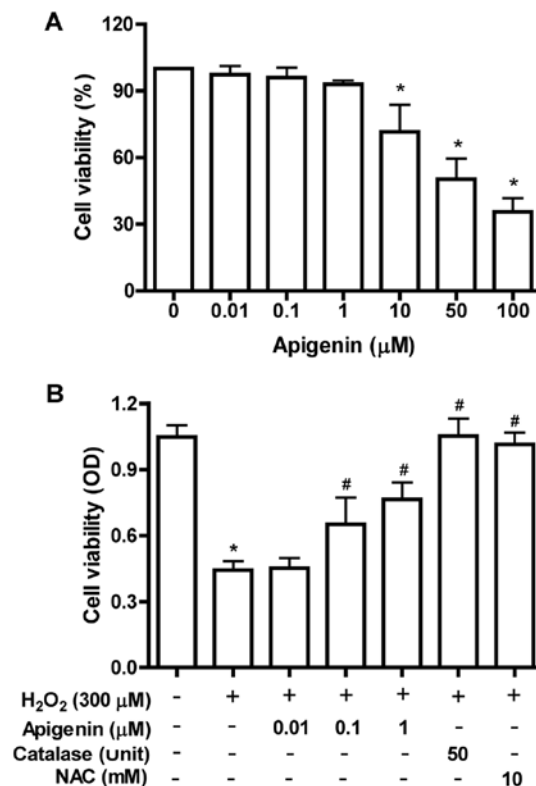 A
120
90
60
30
0
Cell viability (%)
* * *
0 0.01 0.1 1 10 50 100
Apigenin (μM)
B
1.2
0.9
0.6
0.3
0.0
Cell viability (OD)
* # # # #
H₂O₂ (300 μM) - + + + + + +
Apigenin (μM) - - 0.01 0.1 1 - -
Catalase (Unit) - - - - - 50 -
NAC (mM) - - - - - - 10